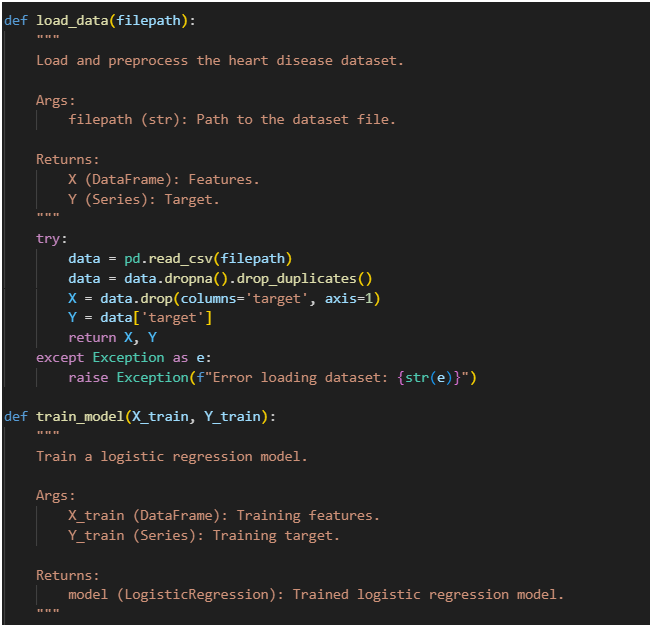 def load_data(filepath):
    """
    Load and preprocess the heart disease dataset.

    Args:
        filepath (str): Path to the dataset file.

    Returns:
        X (DataFrame): Features.
        Y (Series): Target.
    """
    try:
        data = pd.read_csv(filepath)
        data = data.dropna().drop_duplicates()
        X = data.drop(columns='target', axis=1)
        Y = data['target']
        return X, Y
    except Exception as e:
        raise Exception(f"Error loading dataset: {str(e)}")

def train_model(X_train, Y_train):
    """
    Train a logistic regression model.

    Args:
        X_train (DataFrame): Training features.
        Y_train (Series): Training target.

    Returns:
        model (LogisticRegression): Trained logistic regression model.
    """